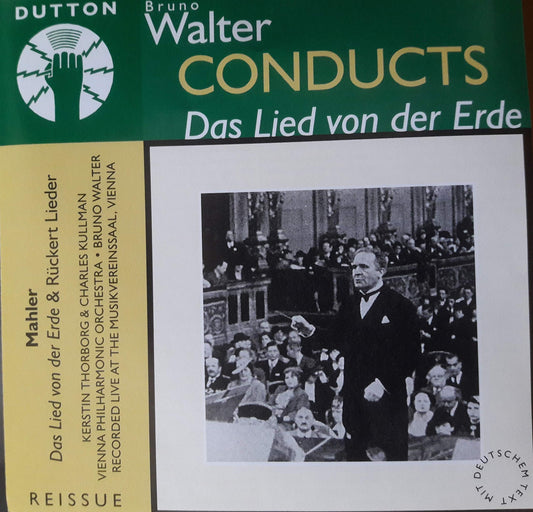 DUTTON
Bruno
Walter
CONDUCTS
Das Lied von der Erde
Mahler
Das Lied von der Erde & Rückert Lieder
KERSTIN THORBORG & CHARLES KULLMAN
VIENNA PHILHARMONIC ORCHESTRA • BRUNO WALTER
RECORDED LIVE AT THE MUSIKVEREINSSAAL, VIENNA
REISSUE
MIT DEUTSCHEM TEXT